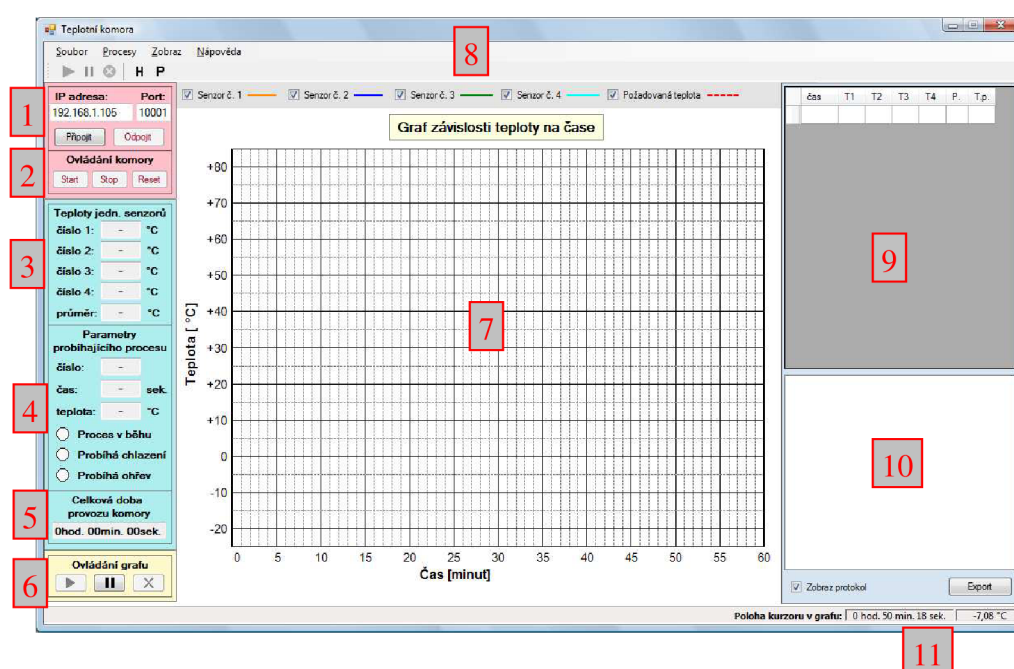 Teplotní komora
Soubor Procesy Zobraz Nápověda
8
H P
IP adresa: Port:
192.168.1.105 10001
1
Připojit Odpojit
Ovládání komory
2
Start Stop Reset
Teploty jedn. senzorů
číslo 1: - °C
číslo 2: - °C
3
číslo 3: - °C
číslo 4: - °C
průměr: - °C
Parametry
probíhajícího procesu
číslo: -
čas: - sek.
4
teplota: - °C
Proces v běhu
Probíhá chlazení
Probíhá ohřev
Celková doba
provozu komory
5
0hod. 00min. 00sek.
Ovládání grafu
6
X
Senzor č. 1 Senzor č. 2 Senzor č. 3 Senzor č. 4 Požadovaná teplota
Graf závislosti teploty na čase
+80
+70
+60
+50
+40
+30
+20
+10
0
-10
-20
Teplota [ °C]
7
0 5 10 15 20 25 30 35 40 45 50 55 60
Čas [minut]
čas T1 T2 T3 T4 P. T.p.
9
10
Zobraz protokol Export
Poloha kurzoru v grafu: 0 hod. 50 min. 18 sek. -7,08 °C
11